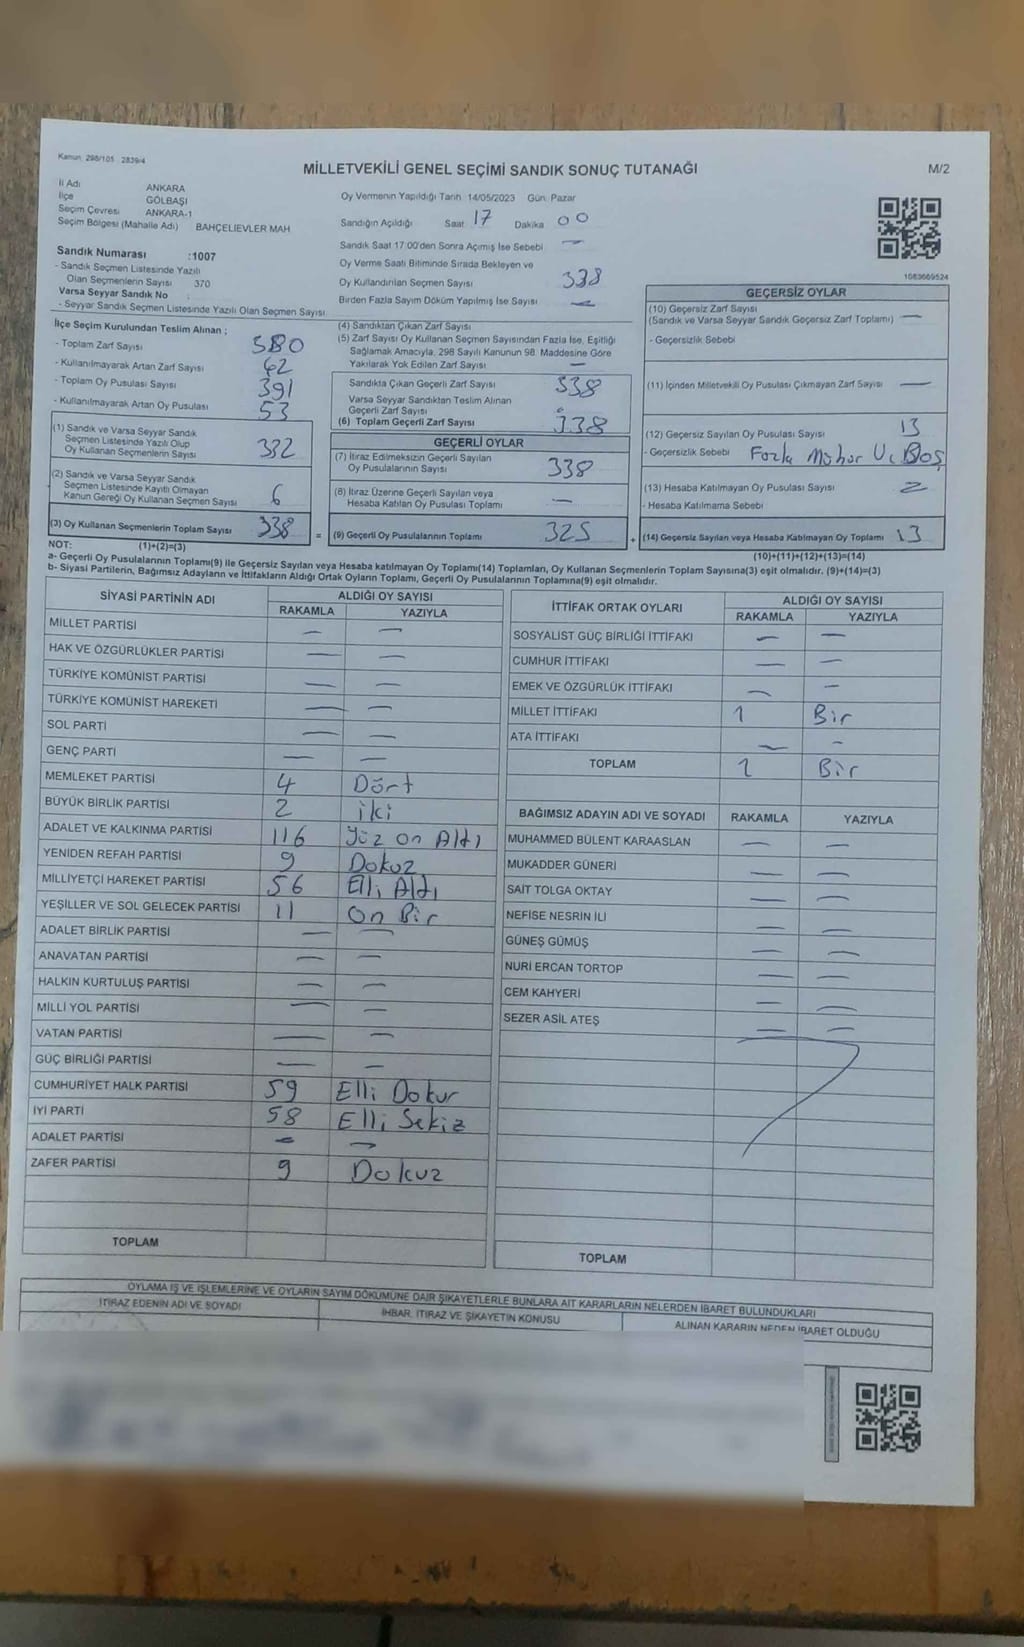 Kanun 298/105 2839/4
MİLLETVEKİLİ GENEL SEÇİMİ SANDIK SONUÇ TUTANAĞI
M/2
İl Adı ANKARA
İlçe GÖLBAŞI
Seçim Çevresi ANKARA-1
Seçim Bölgesi (Mahalle Adı) BAHÇELİEVLER MAH.
Sandık Numarası :1007
- Sandık Seçmen Listesinde Yazılı
Olan Seçmenlerin Sayısı 370
Varsa Seyyar Sandık No
- Seyyar Sandık Seçmen Listesinde Yazılı Olan Seçmen Sayısı
Oy Vermenin Yapıldığı Tarih 14/05/2023 Gün Pazar
Sandığın Açıldığı Saat 17 Dakika 00
Sandık Saat 17:00'den Sonra Açımış İse Sebebi —
Oy Verme Saati Bitiminde Sırada Bekleyen ve
Oy Kullandırılan Seçmen Sayısı 338
Birden Fazla Sayım Döküm Yapılmış İse Sayısı —
1083669524
İlçe Seçim Kurulundan Teslim Alınan ;
- Toplam Zarf Sayısı 380
- Kullanılmayarak Artan Zarf Sayısı 42
- Toplam Oy Pusulası Sayısı 391
- Kullanılmayarak Artan Oy Pusulası 53
(1) Sandık ve Varsa Seyyar Sandık
Seçmen Listesinde Yazılı Olup
Oy Kullanan Seçmenlerin Sayısı 332
(2) Sandık ve Varsa Seyyar Sandık
Seçmen Listesinde Kayıtlı Olmayan
Kanun Gereği Oy Kullanan Seçmen Sayısı 6
(3) Oy Kullanan Seçmenlerin Toplam Sayısı 338
(4) Sandıktan Çıkan Zarf Sayısı
(5) Zarf Sayısı Oy Kullanan Seçmen Sayısından Fazla İse, Eşitliği
Sağlamak Amacıyla, 298 Sayılı Kanunun 98. Maddesine Göre
Yakılarak Yok Edilen Zarf Sayısı —
Sandıkta Çıkan Geçerli Zarf Sayısı 338
Varsa Seyyar Sandıktan Teslim Alınan
Geçerli Zarf Sayısı
(6) Toplam Geçerli Zarf Sayısı 338
GEÇERLİ OYLAR
(7) İtiraz Edilmeksizin Geçerli Sayılan
Oy Pusulalarının Sayısı 338
(8) İtiraz Üzerine Geçerli Sayılan veya
Hesaba Katılan Oy Pusulası Toplamı —
= (9) Geçerli Oy Pusulalarının Toplamı 325
GEÇERSİZ OYLAR
(10) Geçersiz Zarf Sayısı
(Sandık ve Varsa Seyyar Sandık Geçersiz Zarf Toplamı) —
- Geçersizlik Sebebi
(11) İçinden Milletvekili Oy Pusulası Çıkmayan Zarf Sayısı —
(12) Geçersiz Sayılan Oy Pusulası Sayısı 13
- Geçersizlik Sebebi Fazla Mühür Ve Boş
(13) Hesaba Katılmayan Oy Pusulası Sayısı —
- Hesaba Katılmama Sebebi
+ (14) Geçersiz Sayılan veya Hesaba Katılmayan Oy Toplamı 13
NOT: (1)+(2)=(3)
(10)+(11)+(12)+(13)=(14)
a- Geçerli Oy Pusulalarının Toplamı(9) ile Geçersiz Sayılan veya Hesaba katılmayan Oy Toplamı(14) Toplamları, Oy Kullanan Seçmenlerin Toplam Sayısına(3) eşit olmalıdır. (9)+(14)=(3)
b- Siyasi Partilerin, Bağımsız Adayların ve İttifakların Aldığı Ortak Oyların Toplamı, Geçerli Oy Pusulalarının Toplamına(9) eşit olmalıdır.
SİYASİ PARTİNİN ADI ALDIĞI OY SAYISI
RAKAMLA YAZIYLA
MİLLET PARTİSİ — —
HAK VE ÖZGÜRLÜKLER PARTİSİ — —
TÜRKİYE KOMÜNİST PARTİSİ — —
TÜRKİYE KOMÜNİST HAREKETİ — —
SOL PARTİ — —
GENÇ PARTİ — —
MEMLEKET PARTİSİ 4 Dört
BÜYÜK BİRLİK PARTİSİ 2 iki
ADALET VE KALKINMA PARTİSİ 116 Yüz on Altı
YENİDEN REFAH PARTİSİ 9 Dokuz
MİLLİYETÇİ HAREKET PARTİSİ 56 Elli Altı
YEŞİLLER VE SOL GELECEK PARTİSİ 11 On Bir
ADALET BİRLİK PARTİSİ — —
ANAVATAN PARTİSİ — —
HALKIN KURTULUŞ PARTİSİ — —
MİLLİ YOL PARTİSİ — —
VATAN PARTİSİ — —
GÜÇ BİRLİĞİ PARTİSİ — —
CUMHURİYET HALK PARTİSİ 59 Elli Dokuz
İYİ PARTİ 58 Elli Sekiz
ADALET PARTİSİ — —
ZAFER PARTİSİ 9 Dokuz
TOPLAM
İTTİFAK ORTAK OYLARI ALDIĞI OY SAYISI
RAKAMLA YAZIYLA
SOSYALİST GÜÇ BİRLİĞİ İTTİFAKI — —
CUMHUR İTTİFAKI — —
EMEK VE ÖZGÜRLÜK İTTİFAKI — —
MİLLET İTTİFAKI 1 Bir
ATA İTTİFAKI — —
TOPLAM 1 Bir
BAĞIMSIZ ADAYIN ADI VE SOYADI RAKAMLA YAZIYLA
MUHAMMED BÜLENT KARAASLAN — —
MUKADDER GÜNERİ — —
SAİT TOLGA OKTAY — —
NEFİSE NESRİN İLİ — —
GÜNEŞ GÜMÜŞ — —
NURİ ERCAN TORTOP — —
CEM KAHYERİ — —
SEZER ASİL ATEŞ — —
TOPLAM
OYLAMA İŞ VE İŞLEMLERİNE VE OYLARIN SAYIM DÖKÜMÜNE DAİR ŞİKAYETLERLE BUNLARA AİT KARARLARIN NELERDEN İBARET BULUNDUKLARI
İTİRAZ EDENİN ADI VE SOYADI İHBAR, İTİRAZ VE ŞİKAYETİN KONUSU ALINAN KARARIN NEDEN İBARET OLDUĞU